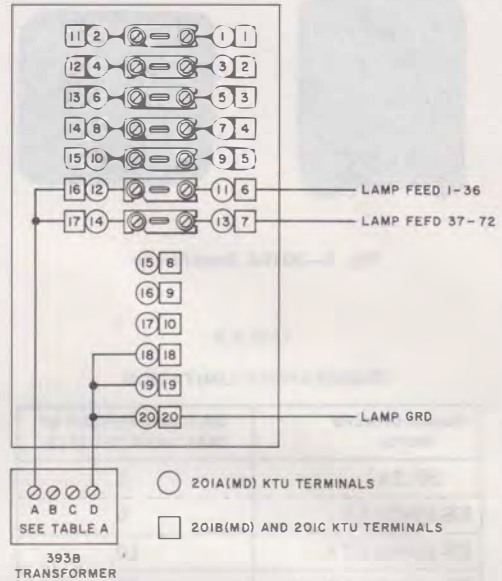 11 2 1 1
12 4 3 2
13 6 5 3
14 8 7 4
15 10 9 5
16 12 11 6 LAMP FEED 1-36
17 14 13 7 LAMP FEFD 37-72
15 8
16 9
17 10
18 18
19 19
20 20 LAMP GRD
A B C D
SEE TABLE A
393B
TRANSFORMER
201A(MD) KTU TERMINALS
201B(MD) AND 201C KTU TERMINALS